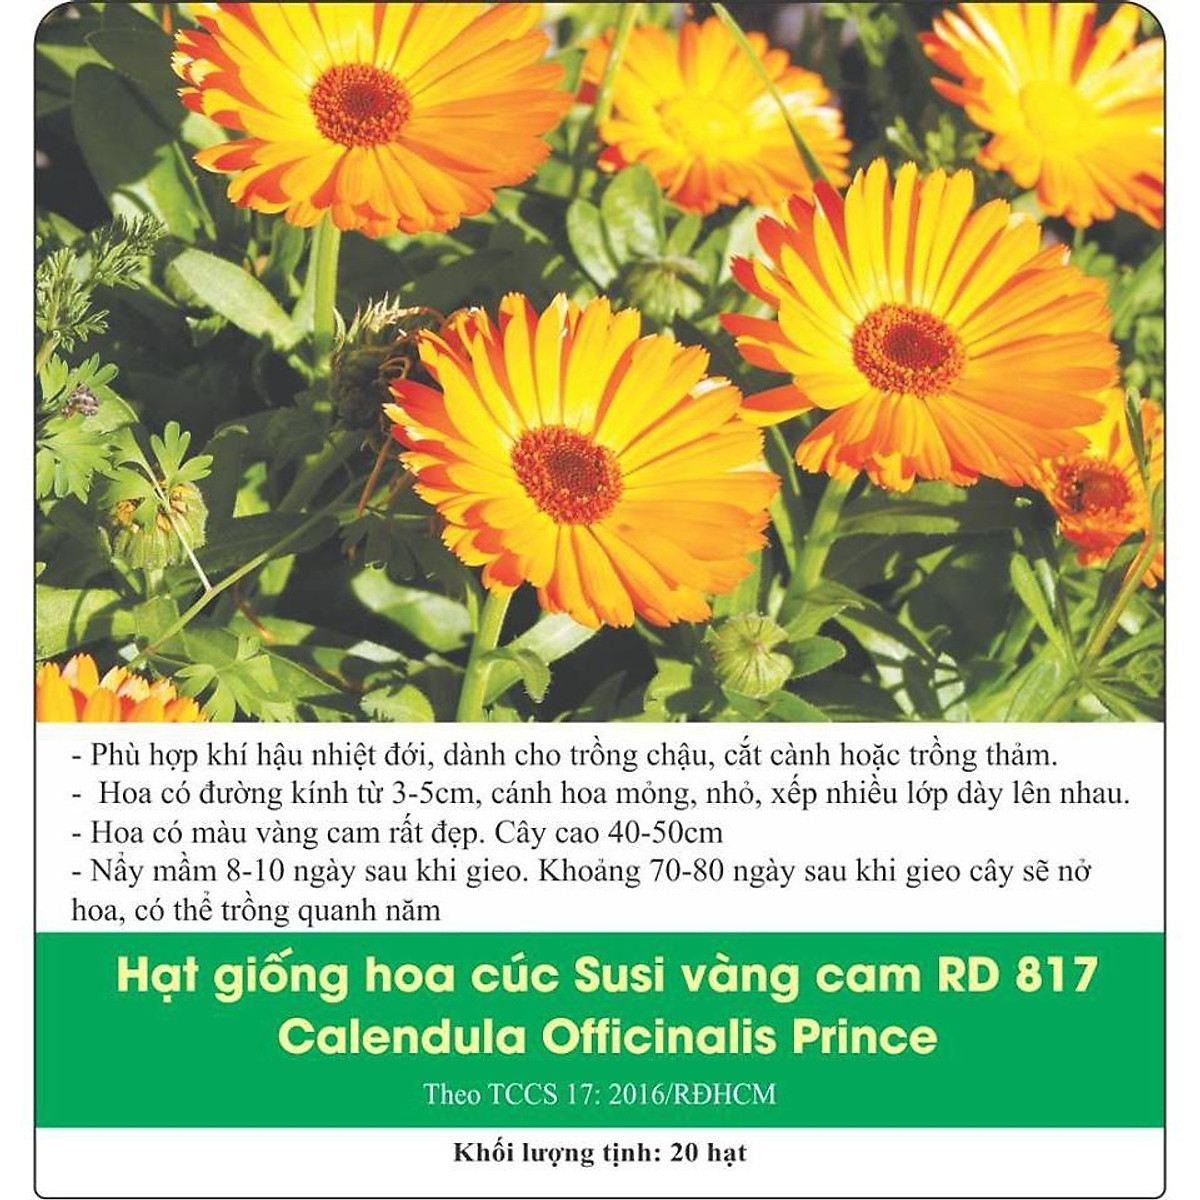 - Phù hợp khí hậu nhiệt đới, dành cho trồng chậu, cắt cành hoặc trồng thảm.
-  Hoa có đường kính từ 3-5cm, cánh hoa mỏng, nhỏ, xếp nhiều lớp dày lên nhau.
- Hoa có màu vàng cam rất đẹp. Cây cao 40-50cm
- Nẩy mầm 8-10 ngày sau khi gieo. Khoảng 70-80 ngày sau khi gieo cây sẽ nở
hoa, có thể trồng quanh năm
Hạt giống hoa cúc Susi vàng cam RD 817
Calendula Officinalis Prince
Theo TCCS 17: 2016/RĐHCM
Khối lượng tịnh: 20 hạt